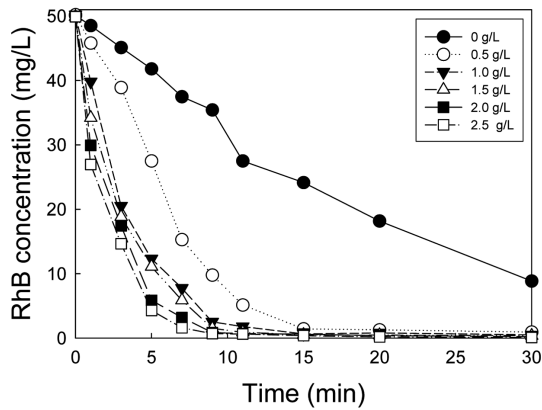 RhB concentration (mg/L)
50
40
30
20
10
0
0 g/L
0.5 g/L
1.0 g/L
1.5 g/L
2.0 g/L
2.5 g/L
0 5 10 15 20 25 30
Time (min)